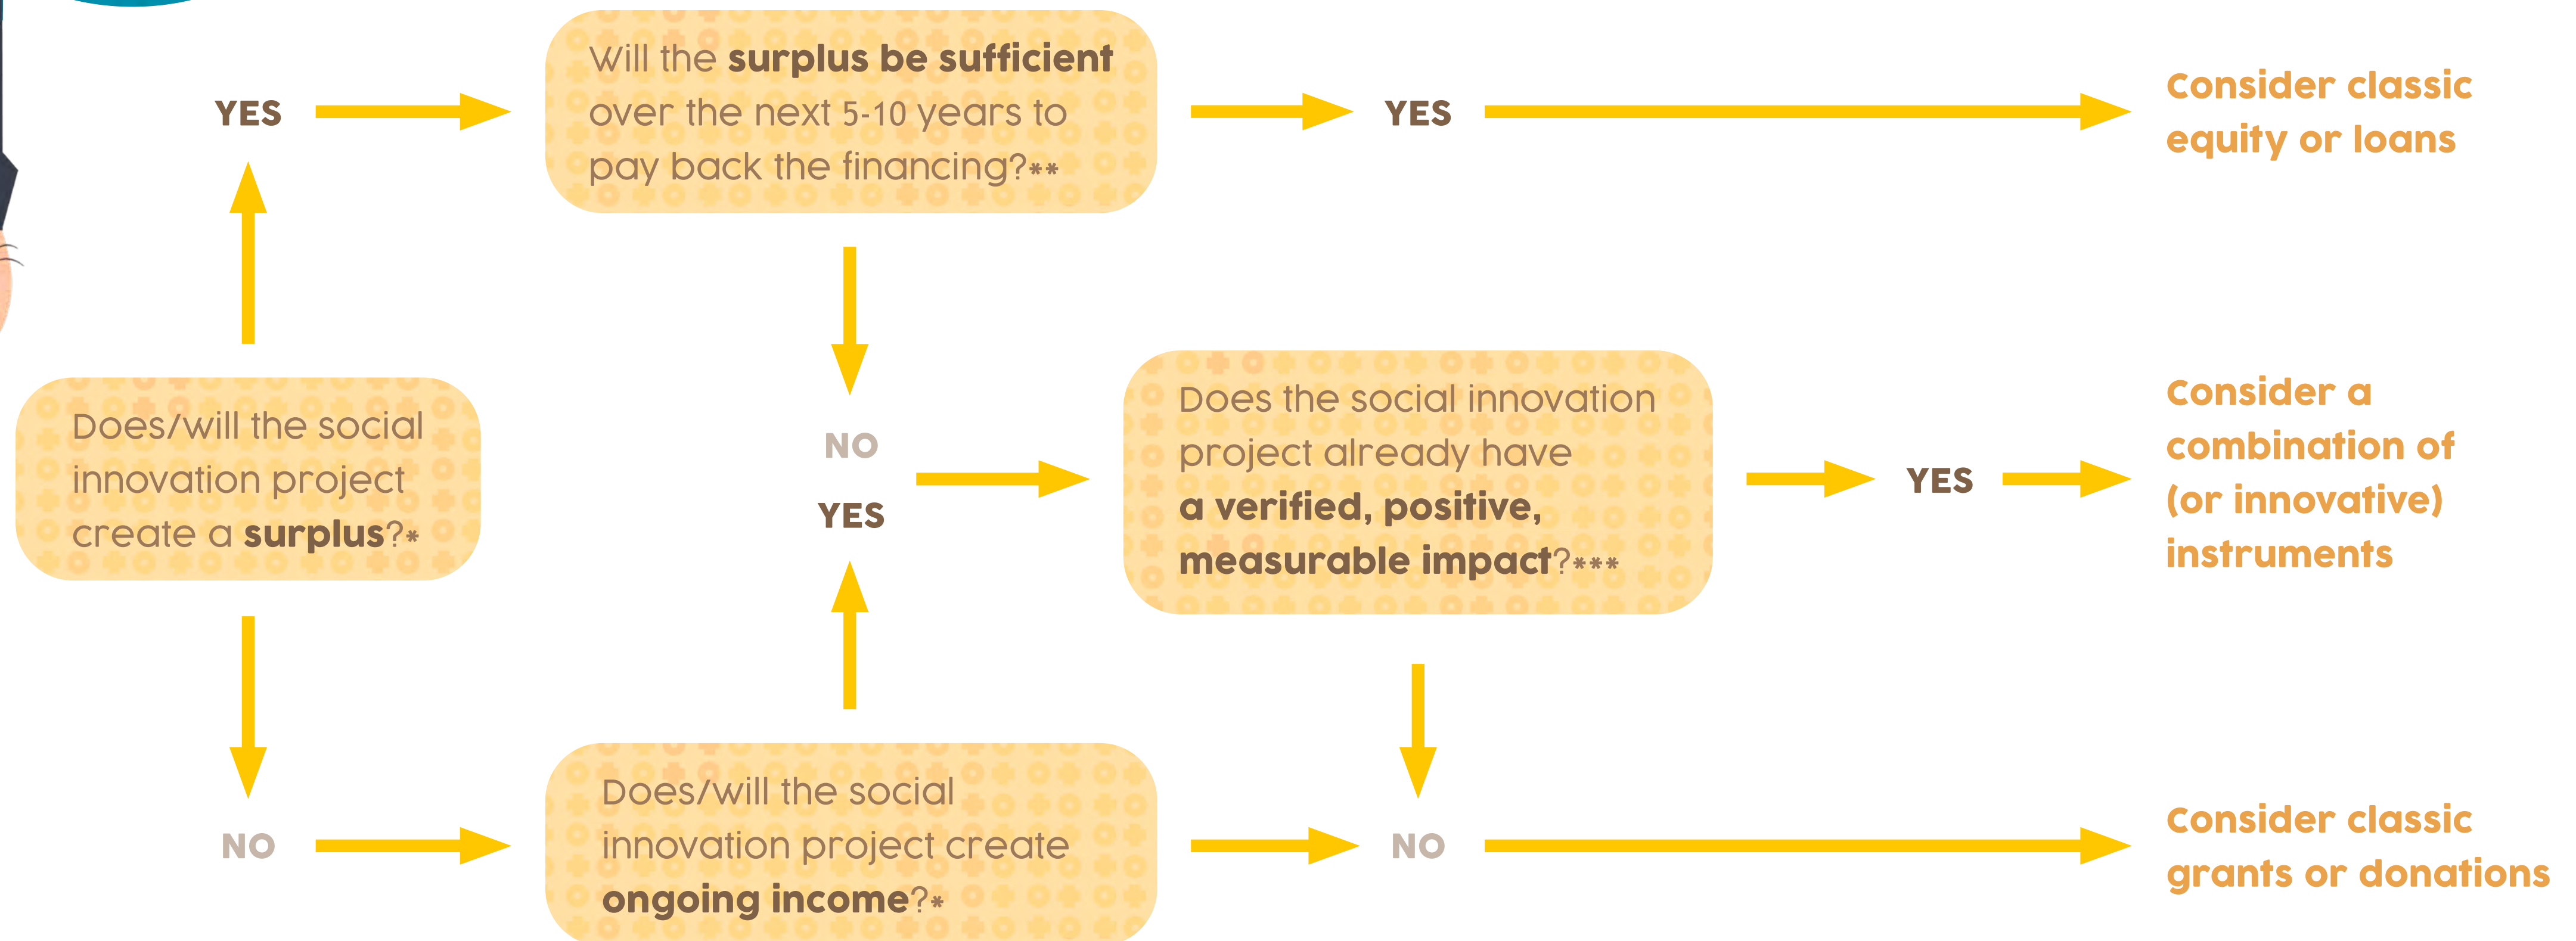 YES
Will the surplus be sufficient
over the next 5-10 years to
pay back the financing?**
YES
Consider classic
equity or loans
Does/will the social
innovation project
create a surplus?*
NO
YES
Does the social innovation
project already have
a verified, positive,
measurable impact?***
YES
Consider a
combination of
(or innovative)
instruments
NO
Does/will the social
innovation project create
ongoing income?*
NO
Consider classic
grants or donations